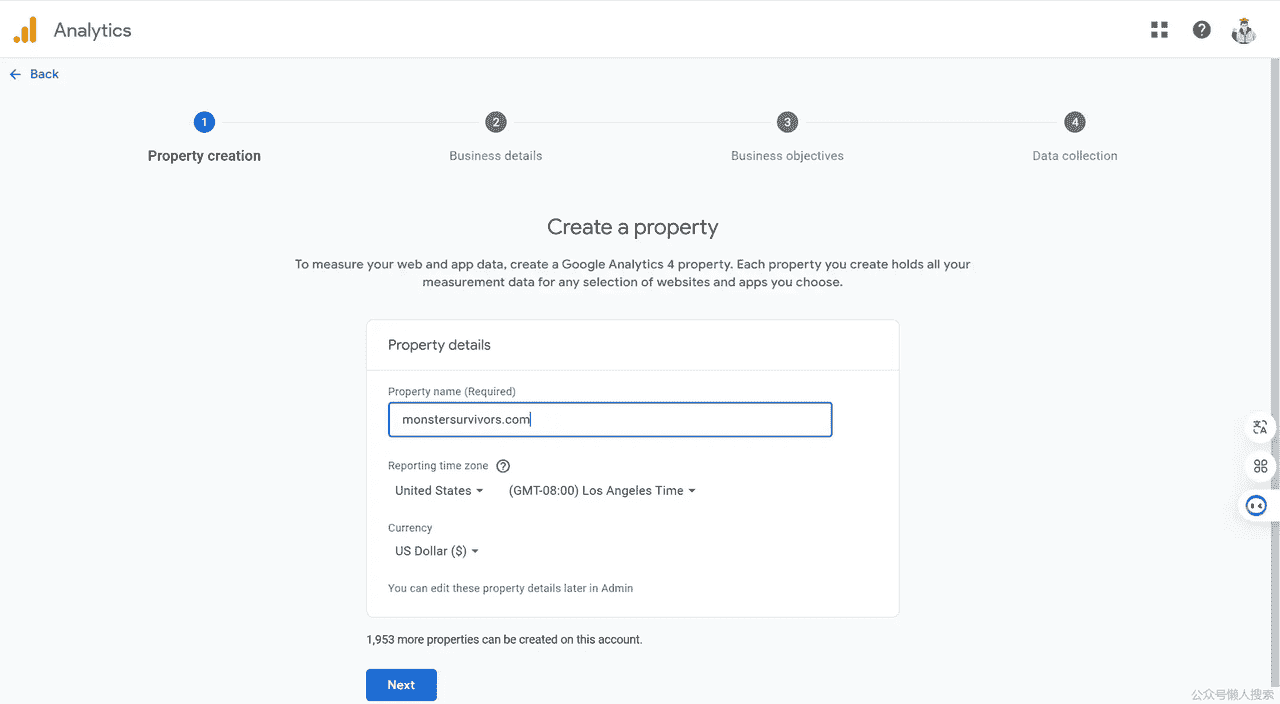 Analytics
Back
1
2
3
4
Property creation
Business details
Business objectives
Data collection
Create a property
To measure your web and app data, create a Google Analytics 4 property. Each property you create holds all your
measurement data for any selection of websites and apps you choose.
Property details
Property name (Required)
monstersurvivors.com
Reporting time zone
United States
(GMT-08:00) Los Angeles Time
Currency
US Dollar ($)
You can edit these property details later in Admin
1,953 more properties can be created on this account.
Next
公众号懒人搜索